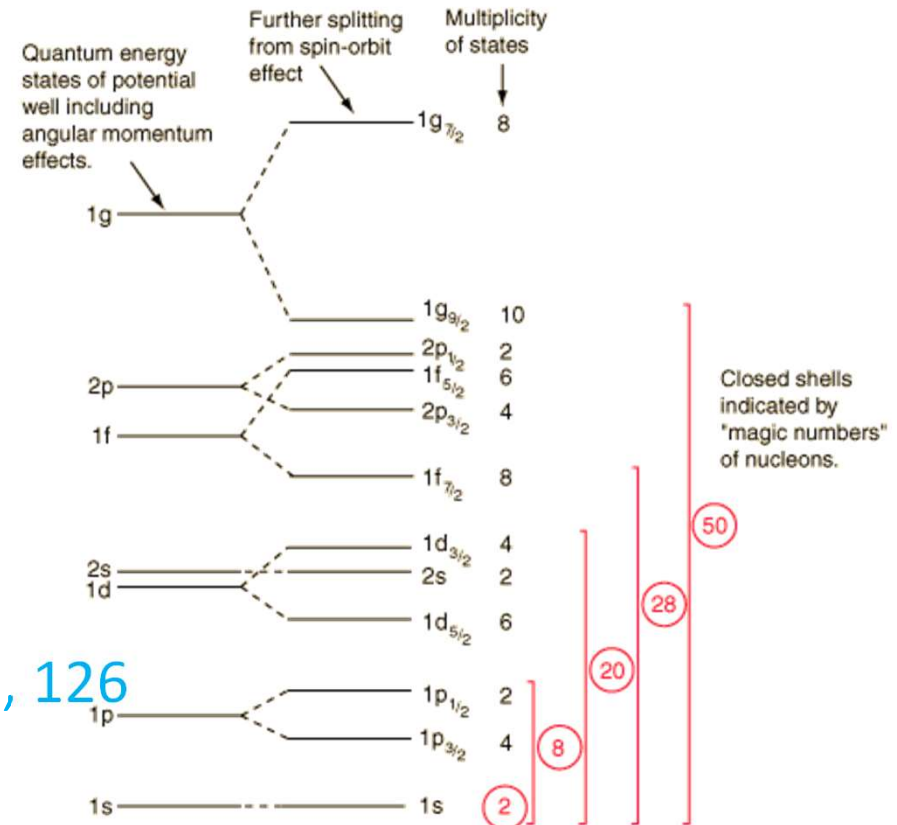 Quantum energy
states of potential
well including
angular momentum
effects.
Further splitting
from spin-orbit
effect
Multiplicity
of states
1g 1g7/2 8
1g9/2 10
2p 2p1/2 2
1f5/2 6
1f 2p3/2 4
1f7/2 8
1d3/2 4
2s 2s 2
1d 1d5/2 6
, 126
1p 1p1/2 2
1p3/2 4
1s 1s 2
8
20
28
50
Closed shells
indicated by
"magic numbers"
of nucleons.